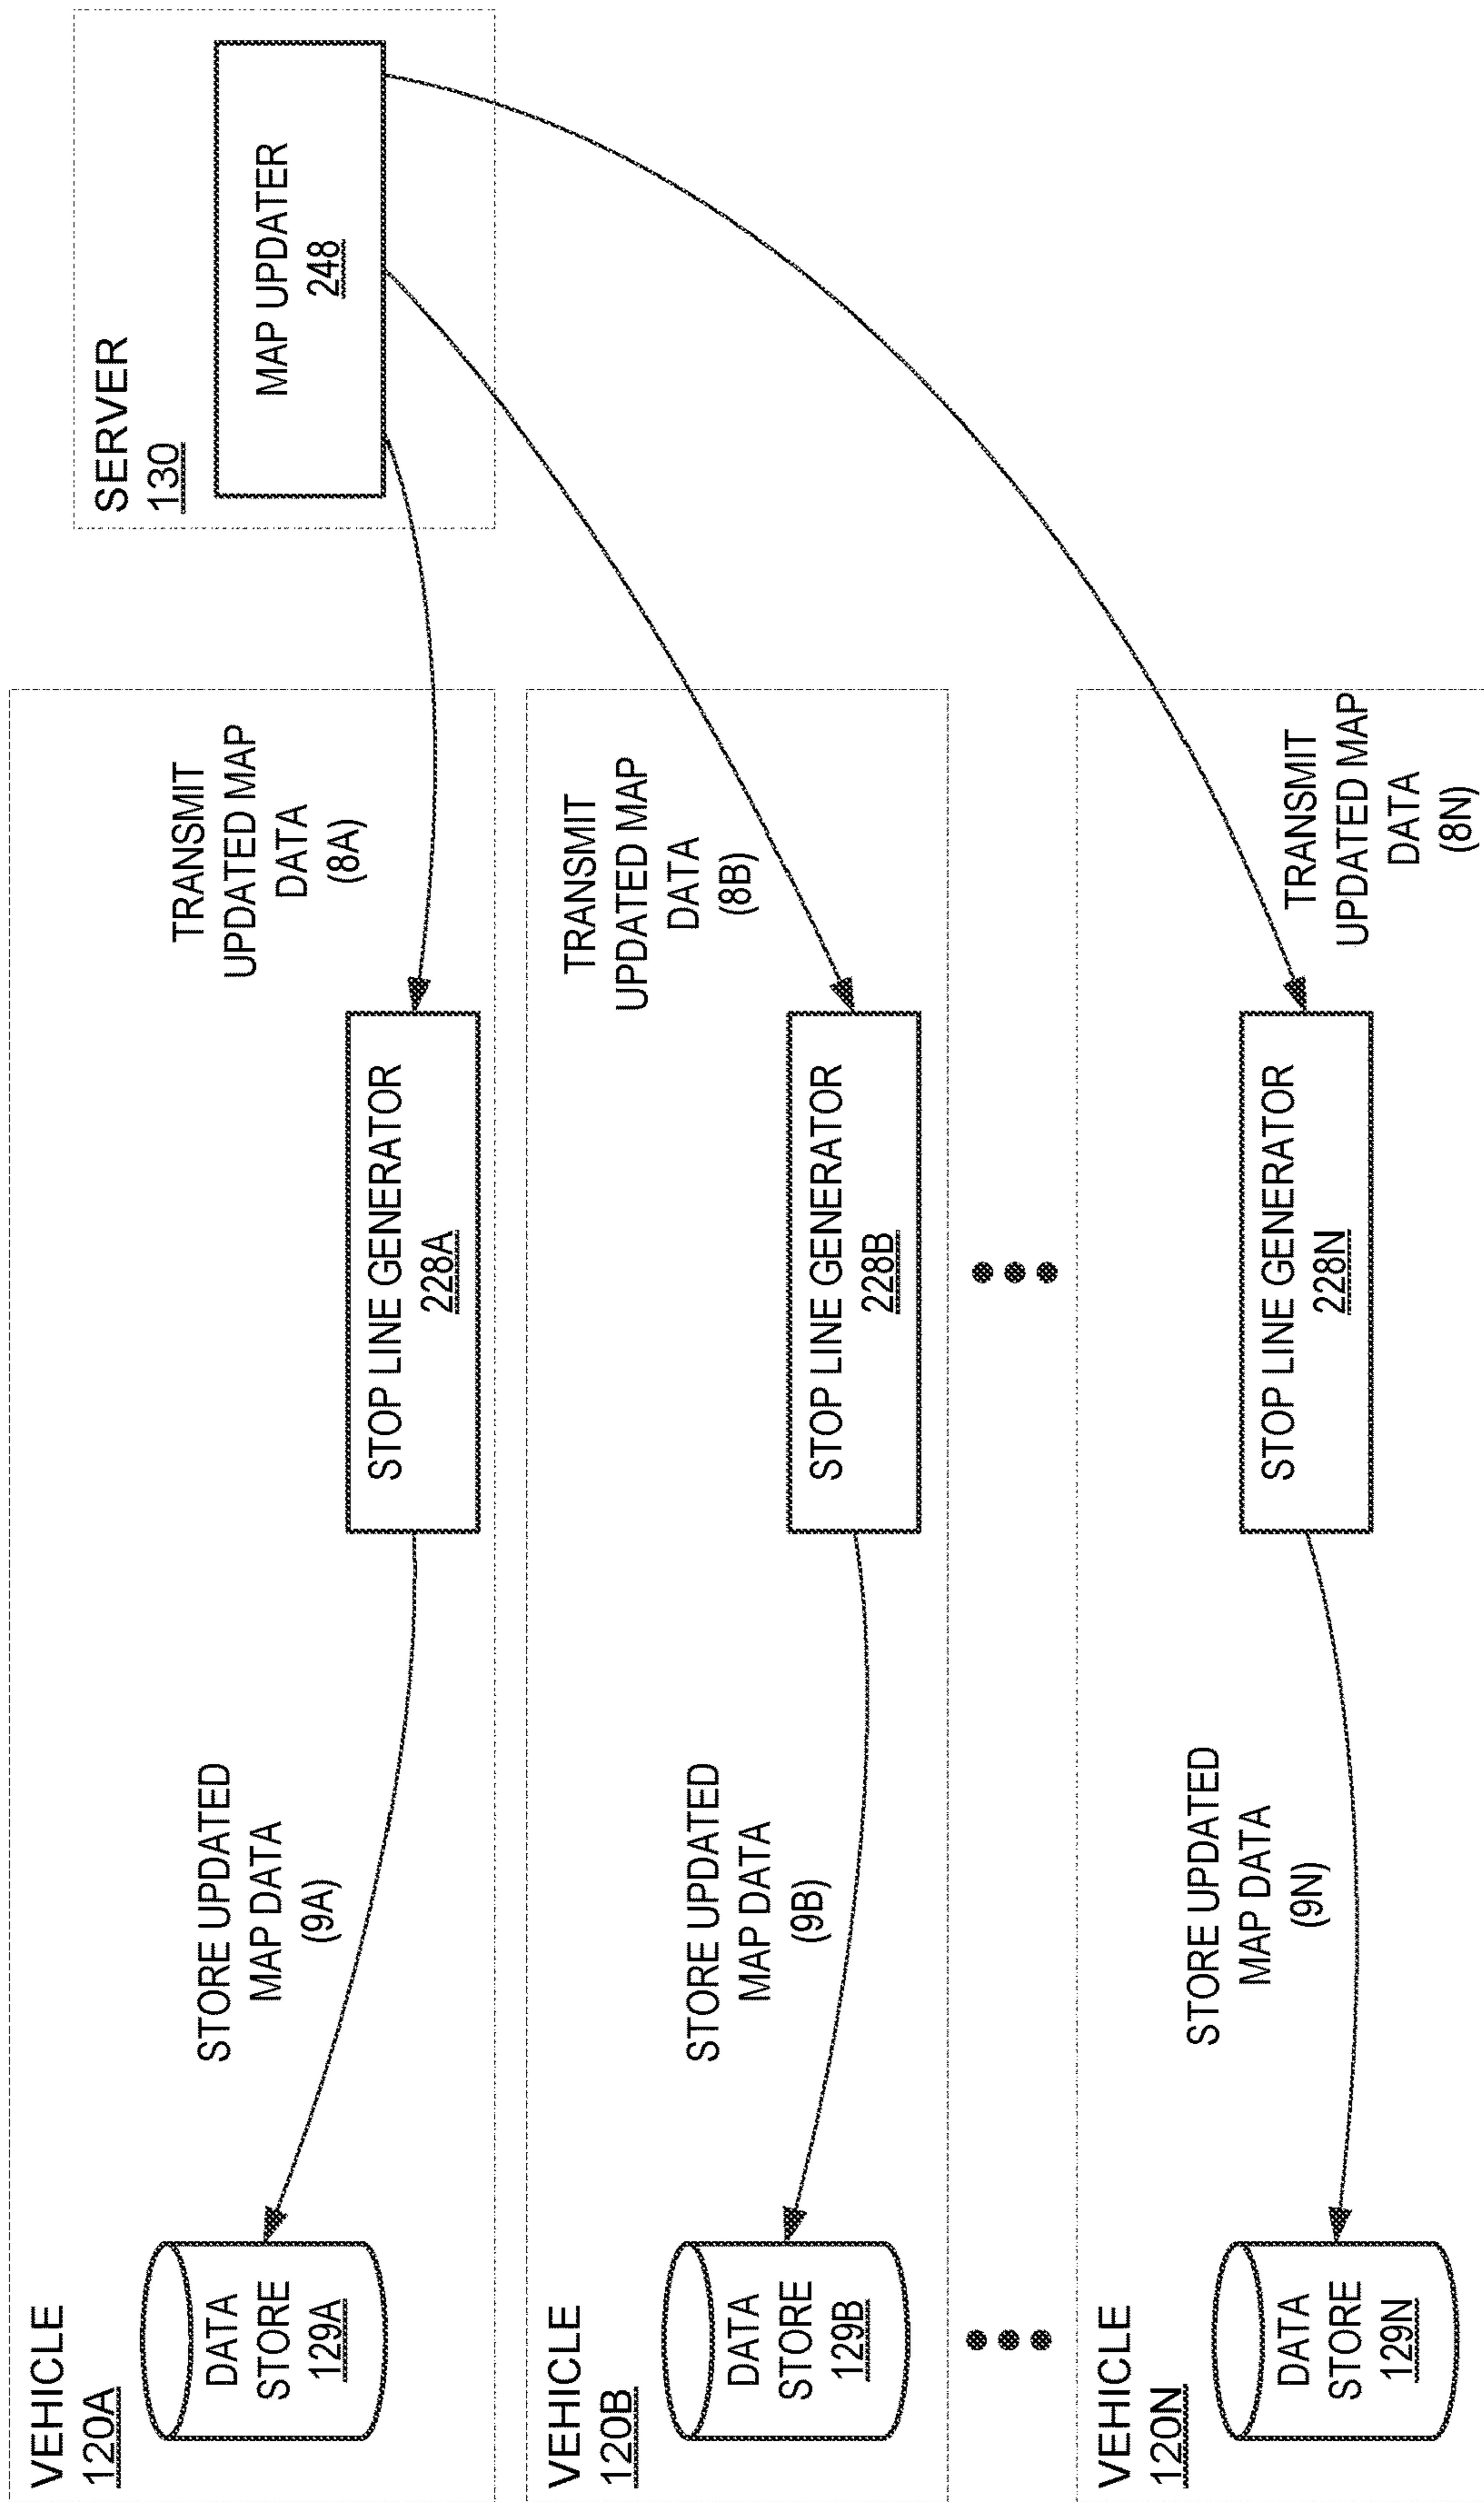 VEHICLE
120A
DATA
STORE
129A
STORE UPDATED
MAP DATA
(9A)
STOP LINE GENERATOR
228A
TRANSMIT
UPDATED MAP
DATA
(8A)
SERVER
130
MAP UPDATER
248
VEHICLE
120B
DATA
STORE
129B
STORE UPDATED
MAP DATA
(9B)
STOP LINE GENERATOR
228B
TRANSMIT
UPDATED MAP
DATA
(8B)
VEHICLE
120N
DATA
STORE
129N
STORE UPDATED
MAP DATA
(9N)
STOP LINE GENERATOR
228N
TRANSMIT
UPDATED MAP
DATA
(8N)